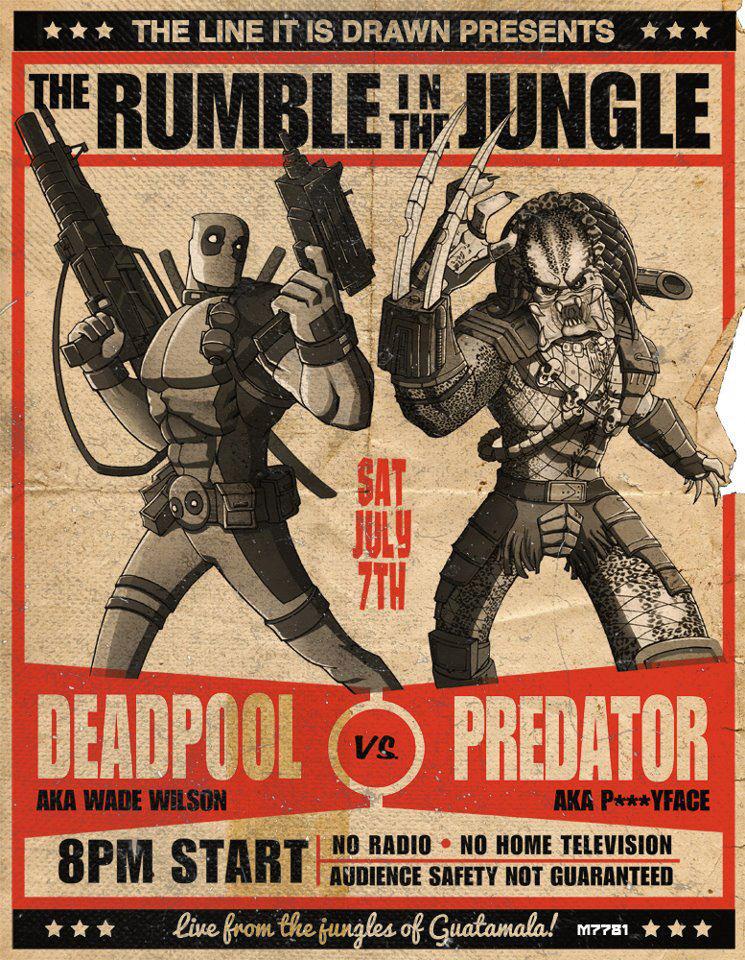 THE LINE IT IS DRAWN PRESENTS
THE RUMBLE IN THE JUNGLE
SAT
JULY
7TH
DEADPOOL
VS.
PREDATOR
AKA WADE WILSON
AKA P***YFACE
8PM START
NO RADIO • NO HOME TELEVISION
AUDIENCE SAFETY NOT GUARANTEED
Live from the jungles of Guatamala!
M7781